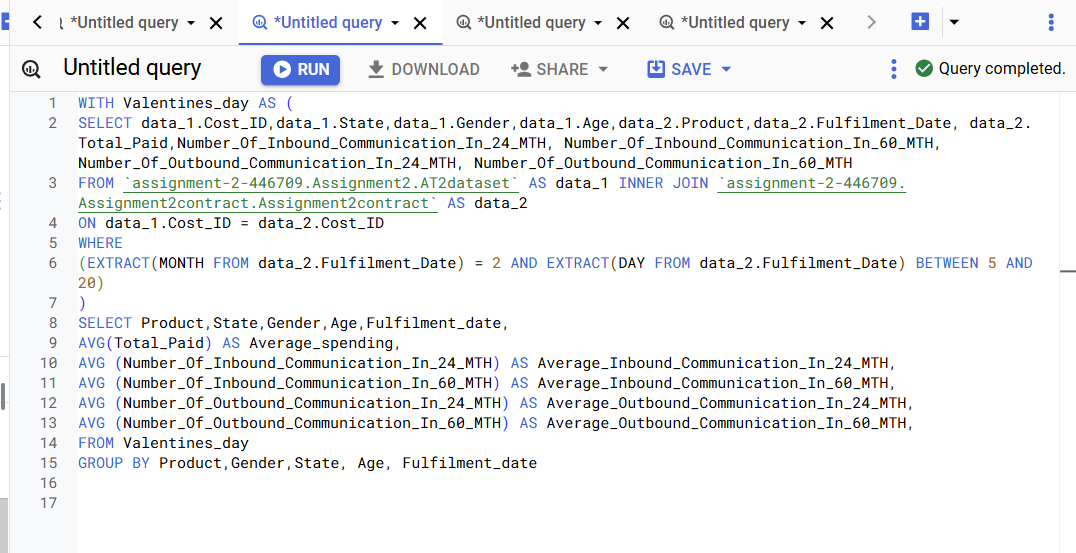 *Untitled query
*Untitled query
*Untitled query
*Untitled query
Untitled query
RUN
DOWNLOAD
SHARE
SAVE
Query completed.
1 WITH Valentines_day AS (
2 SELECT data_1.Cost_ID,data_1.State,data_1.Gender,data_1.Age,data_2.Product,data_2.Fulfilment_Date, data_2.
Total_Paid,Number_Of_Inbound_Communication_In_24_MTH, Number_Of_Inbound_Communication_In_60_MTH,
Number_Of_Outbound_Communication_In_24_MTH, Number_Of_Outbound_Communication_In_60_MTH
3 FROM `assignment-2-446709.Assignment2.AT2dataset` AS data_1 INNER JOIN `assignment-2-446709.
Assignment2contract.Assignment2contract` AS data_2
4 ON data_1.Cost_ID = data_2.Cost_ID
5 WHERE
6 (EXTRACT(MONTH FROM data_2.Fulfilment_Date) = 2 AND EXTRACT(DAY FROM data_2.Fulfilment_Date) BETWEEN 5 AND
20)
7 )
8 SELECT Product,State,Gender,Age,Fulfilment_date,
9 AVG(Total_Paid) AS Average_spending,
10 AVG (Number_Of_Inbound_Communication_In_24_MTH) AS Average_Inbound_Communication_In_24_MTH,
11 AVG (Number_Of_Inbound_Communication_In_60_MTH) AS Average_Inbound_Communication_In_60_MTH,
12 AVG (Number_Of_Outbound_Communication_In_24_MTH) AS Average_Outbound_Communication_In_24_MTH,
13 AVG (Number_Of_Outbound_Communication_In_60_MTH) AS Average_Outbound_Communication_In_60_MTH,
14 FROM Valentines_day
15 GROUP BY Product,Gender,State, Age, Fulfilment_date
16
17